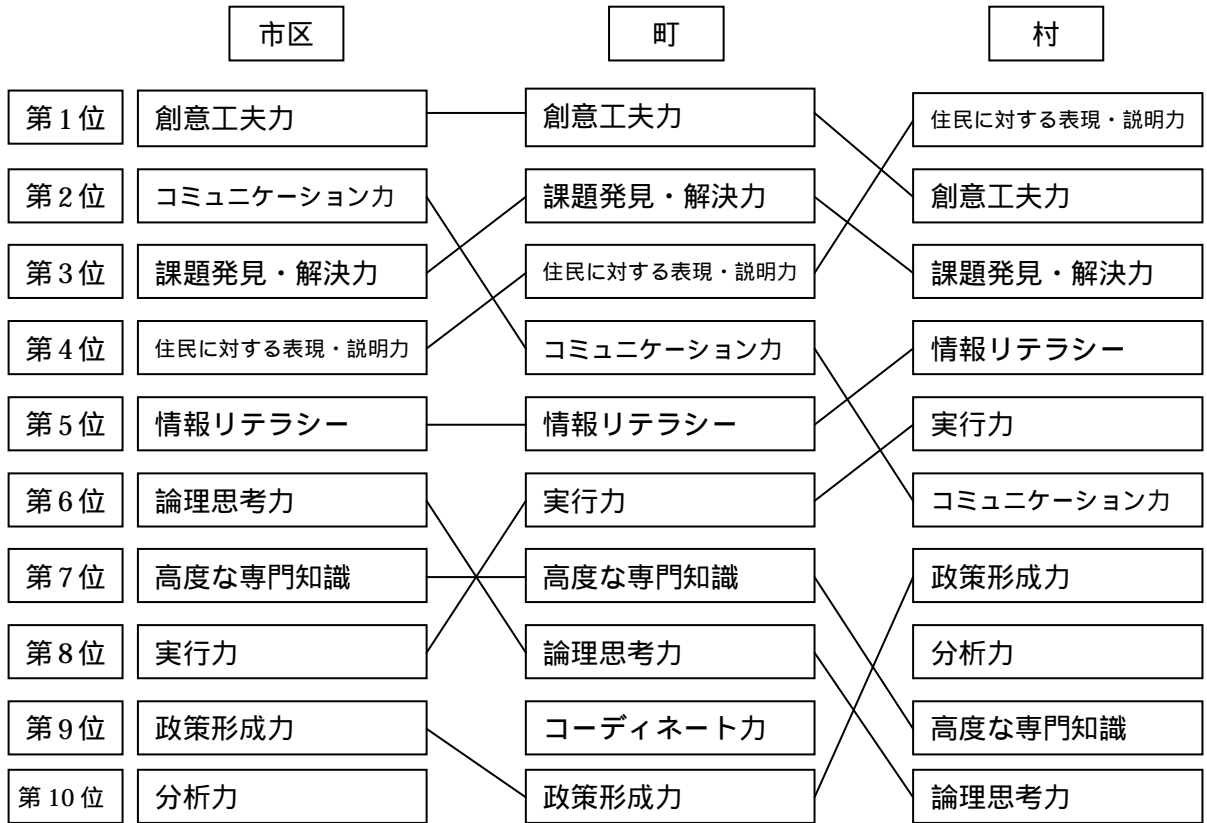 市区 町 村
第1位 創意工夫力 創意工夫力 住民に対する表現・説明力
第2位 コミュニケーション力 課題発見・解決力 創意工夫力
第3位 課題発見・解決力 住民に対する表現・説明力 課題発見・解決力
第4位 住民に対する表現・説明力 コミュニケーション力 情報リテラシー
第5位 情報リテラシー 情報リテラシー 実行力
第6位 論理思考力 実行力 コミュニケーション力
第7位 高度な専門知識 高度な専門知識 政策形成力
第8位 実行力 論理思考力 分析力
第9位 政策形成力 コーディネート力 高度な専門知識
第10位 分析力 政策形成力 論理思考力